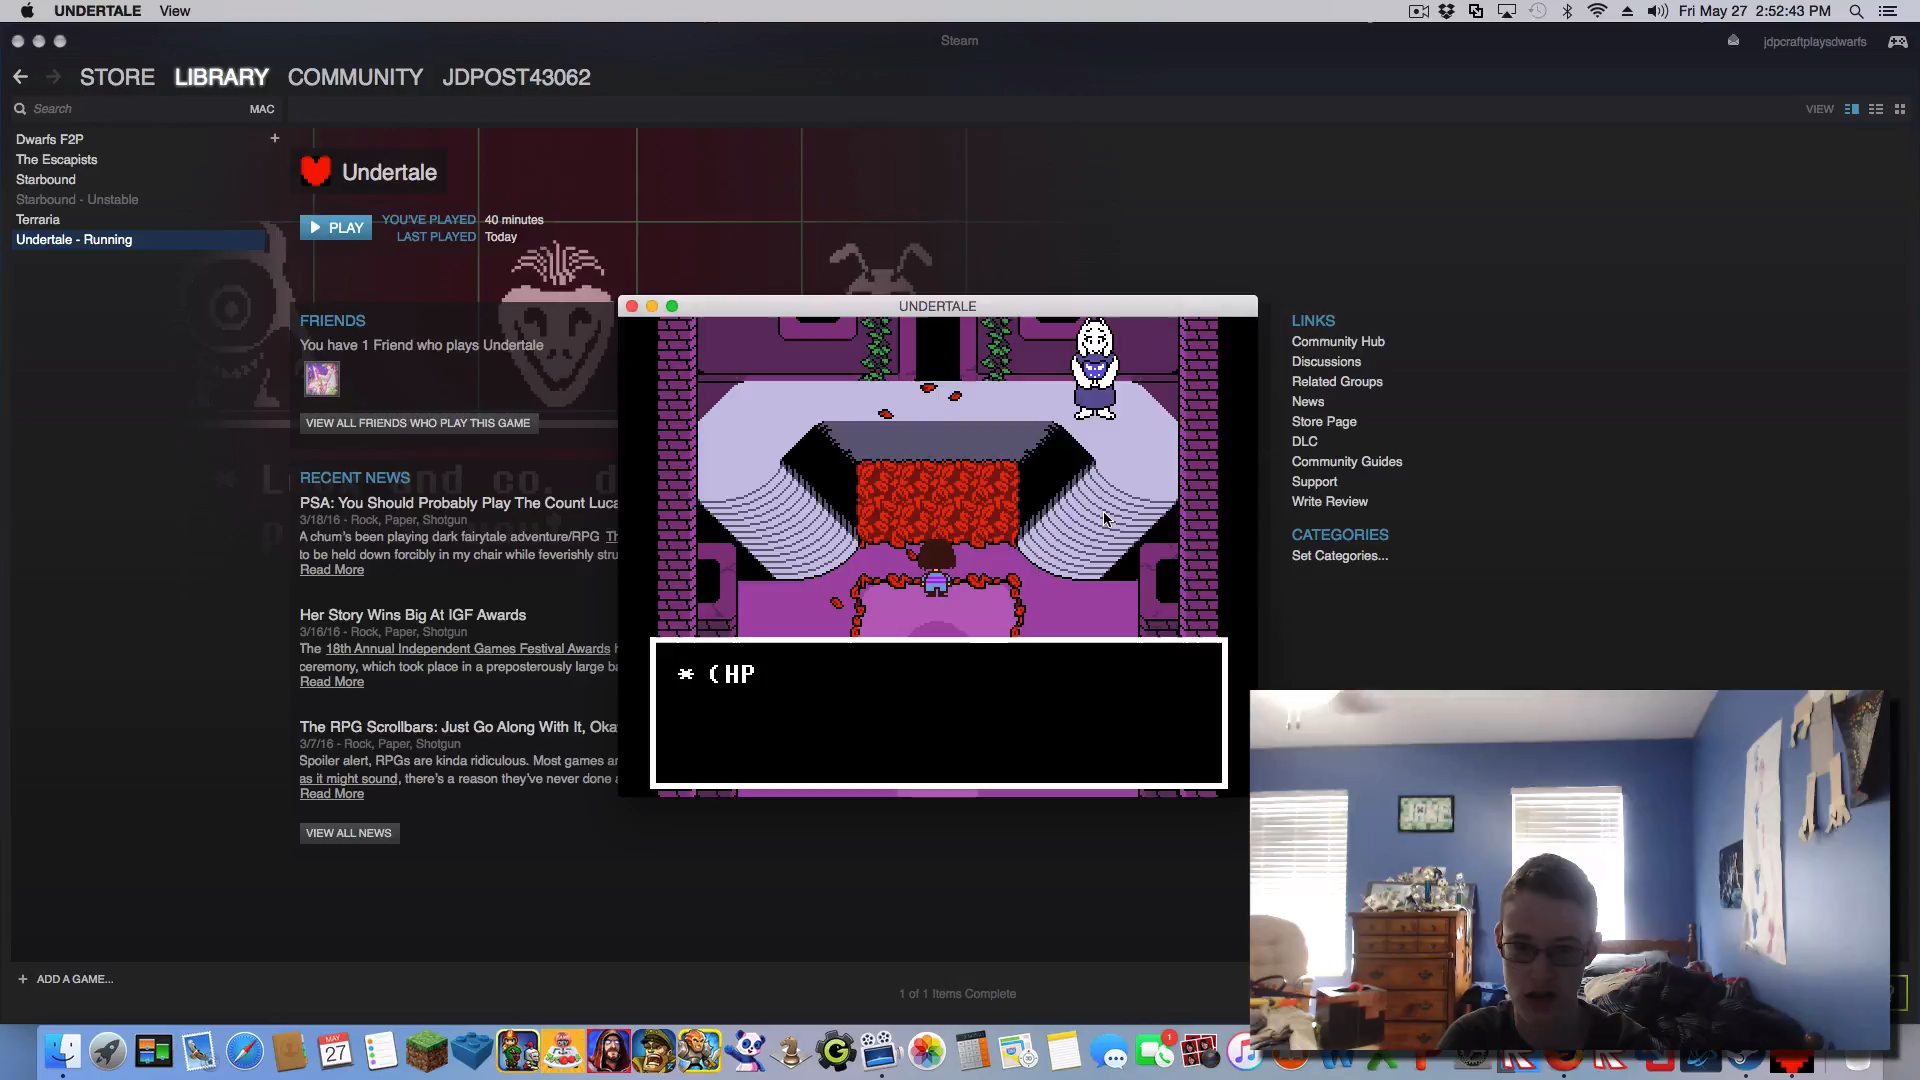 UNDERTALE View
Fri May 27 2:52:43 PM
Steam
jdpcraftplaysdwarfs
STORE LIBRARY COMMUNITY JDPOST43062
Search MAC
VIEW
Dwarfs F2P +
The Escapists
Starbound
Starbound - Unstable
Terraria
Undertale - Running
Undertale
PLAY
YOU'VE PLAYED 40 minutes
LAST PLAYED Today
FRIENDS
You have 1 Friend who plays Undertale
VIEW ALL FRIENDS WHO PLAY THIS GAME
RECENT NEWS
PSA: You Should Probably Play The Count Luca
3/18/16 - Rock, Paper, Shotgun
A chum's been playing dark fairytale adventure/RPG Th
to be held down forcibly in my chair while feverishly stru
Read More
Her Story Wins Big At IGF Awards
3/16/16 - Rock, Paper, Shotgun
The 18th Annual Independent Games Festival Awards h
ceremony, which took place in a preposterously large ba
Read More
The RPG Scrollbars: Just Go Along With It, Oka
3/7/16 - Rock, Paper, Shotgun
Spoiler alert, RPGs are kinda ridiculous. Most games ar
as it might sound, there's a reason they've never done a
Read More
VIEW ALL NEWS
UNDERTALE
* (HP
LINKS
Community Hub
Discussions
Related Groups
News
Store Page
DLC
Community Guides
Support
Write Review
CATEGORIES
Set Categories...
+ ADD A GAME...
1 of 1 Items Complete
MAY
27
1